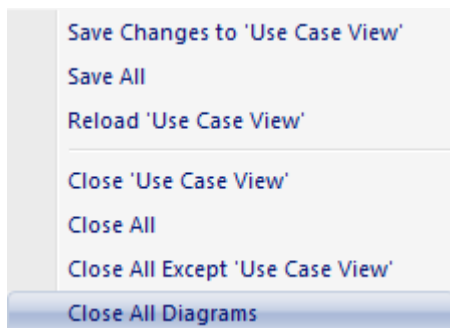 Save Changes to 'Use Case View'
Save All
Reload 'Use Case View'
Close 'Use Case View'
Close All
Close All Except 'Use Case View'
Close All Diagrams